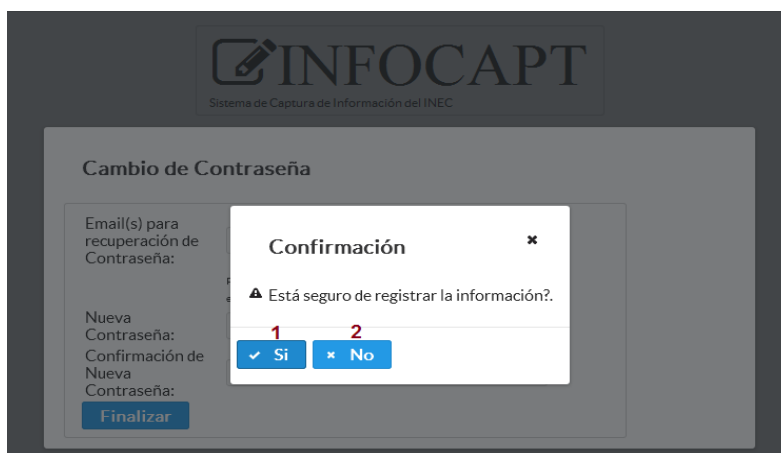 INFOCAPT
Sistema de Captura de Información del INEC
Cambio de Contraseña
Email(s) para
recuperación de
Contraseña:
Nueva
Contraseña:
Confirmación de
Nueva
Contraseña:
Finalizar
Confirmación
Está seguro de registrar la información?.
1 2
Si No